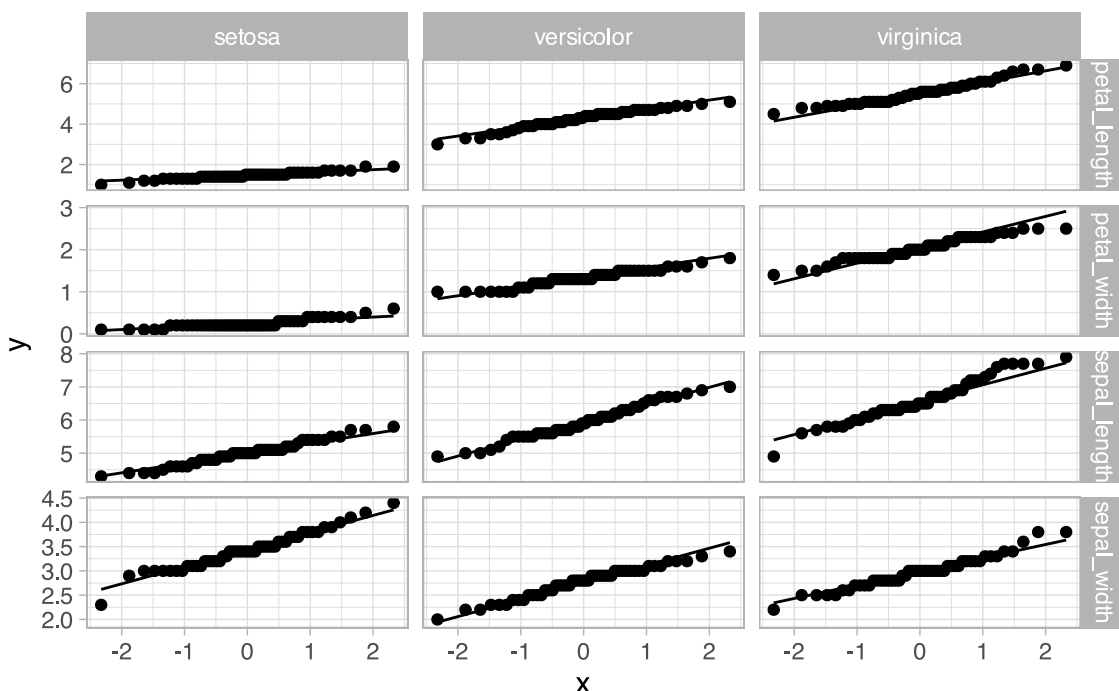 setosa versicolor virginica
petal_length
6
4
2
petal_width
3
2
1
0
sepal_length
8
7
6
5
sepal_width
4.5
4.0
3.5
3.0
2.5
2.0
-2 -1 0 1 2 -2 -1 0 1 2 -2 -1 0 1 2
x
y